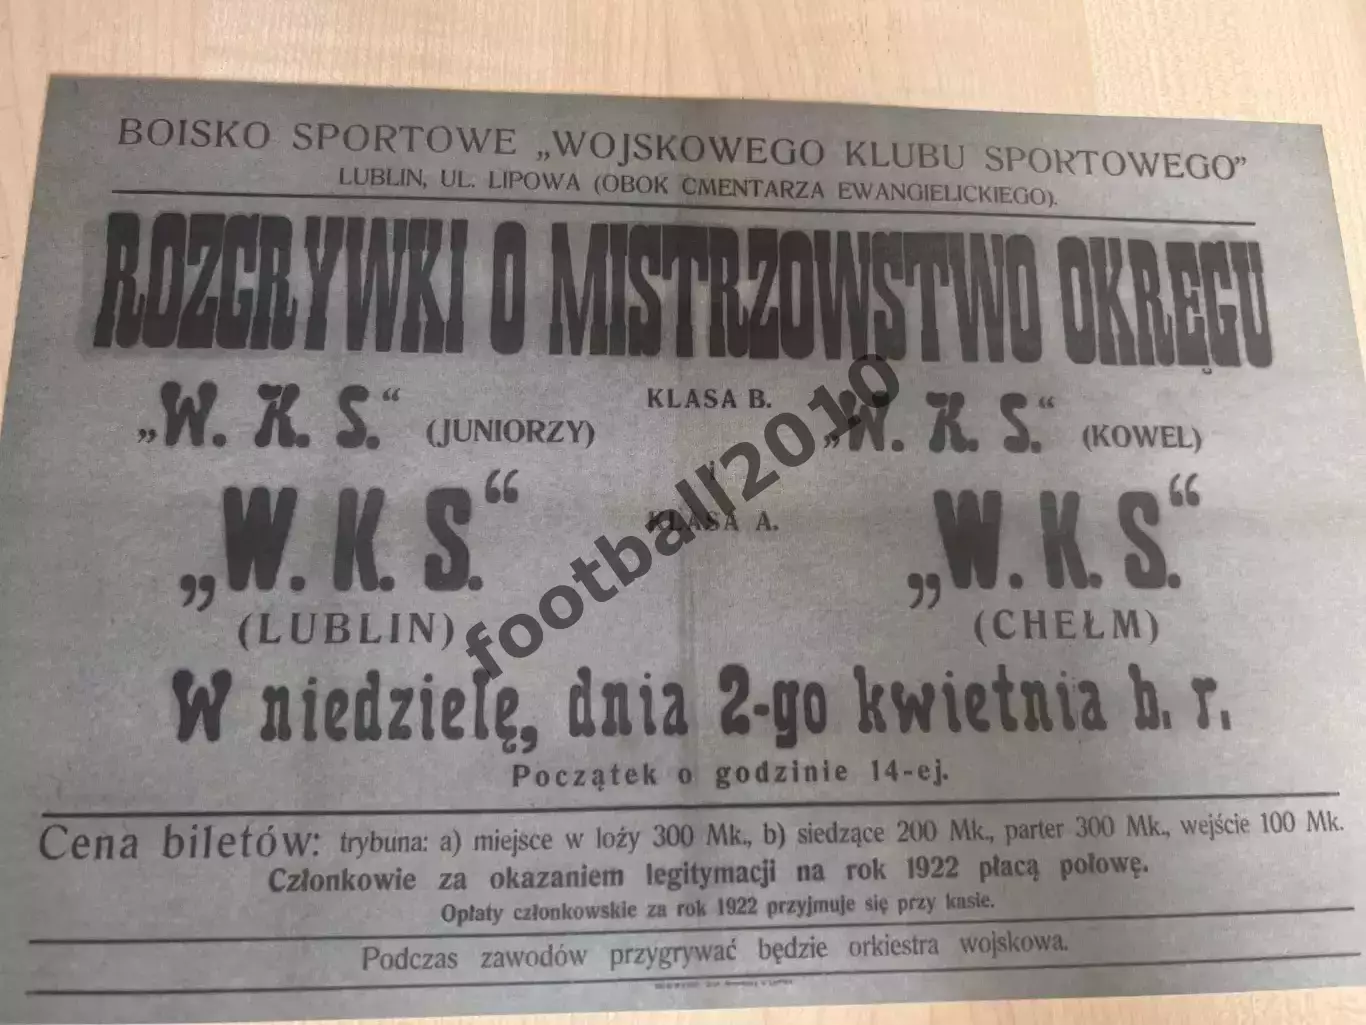 BOISKO SPORTOWE „WOJSKOWEGO KLUBU SPORTOWEGO”
LUBLIN, UL. LIPOWA (OBOK CMENTARZA EWANGIELICKIEGO).
ROZGRYWKI O MISTRZOWSTWO OKRĘGU
KLASA B.
„W. K. S.“ (JUNIORZY) „W. K. S.“ (KOWEL)
i
KLASA A.
„W. K. S.“ „W. K. S.“
(LUBLIN) (CHEŁM)
W niedzielę, dnia 2-go kwietnia b. r.
Początek o godzinie 14-ej.
Cena biletów: trybuna: a) miejsce w loży 300 Mk., b) siedzące 200 Mk., parter 300 Mk., wejście 100 Mk.
Członkowie za okazaniem legitymacji na rok 1922 płacą połowę.
Opłaty członkowskie za rok 1922 przyjmuje się przy kasie.
Podczas zawodów przygrywać będzie orkiestra wojskowa.
football2010